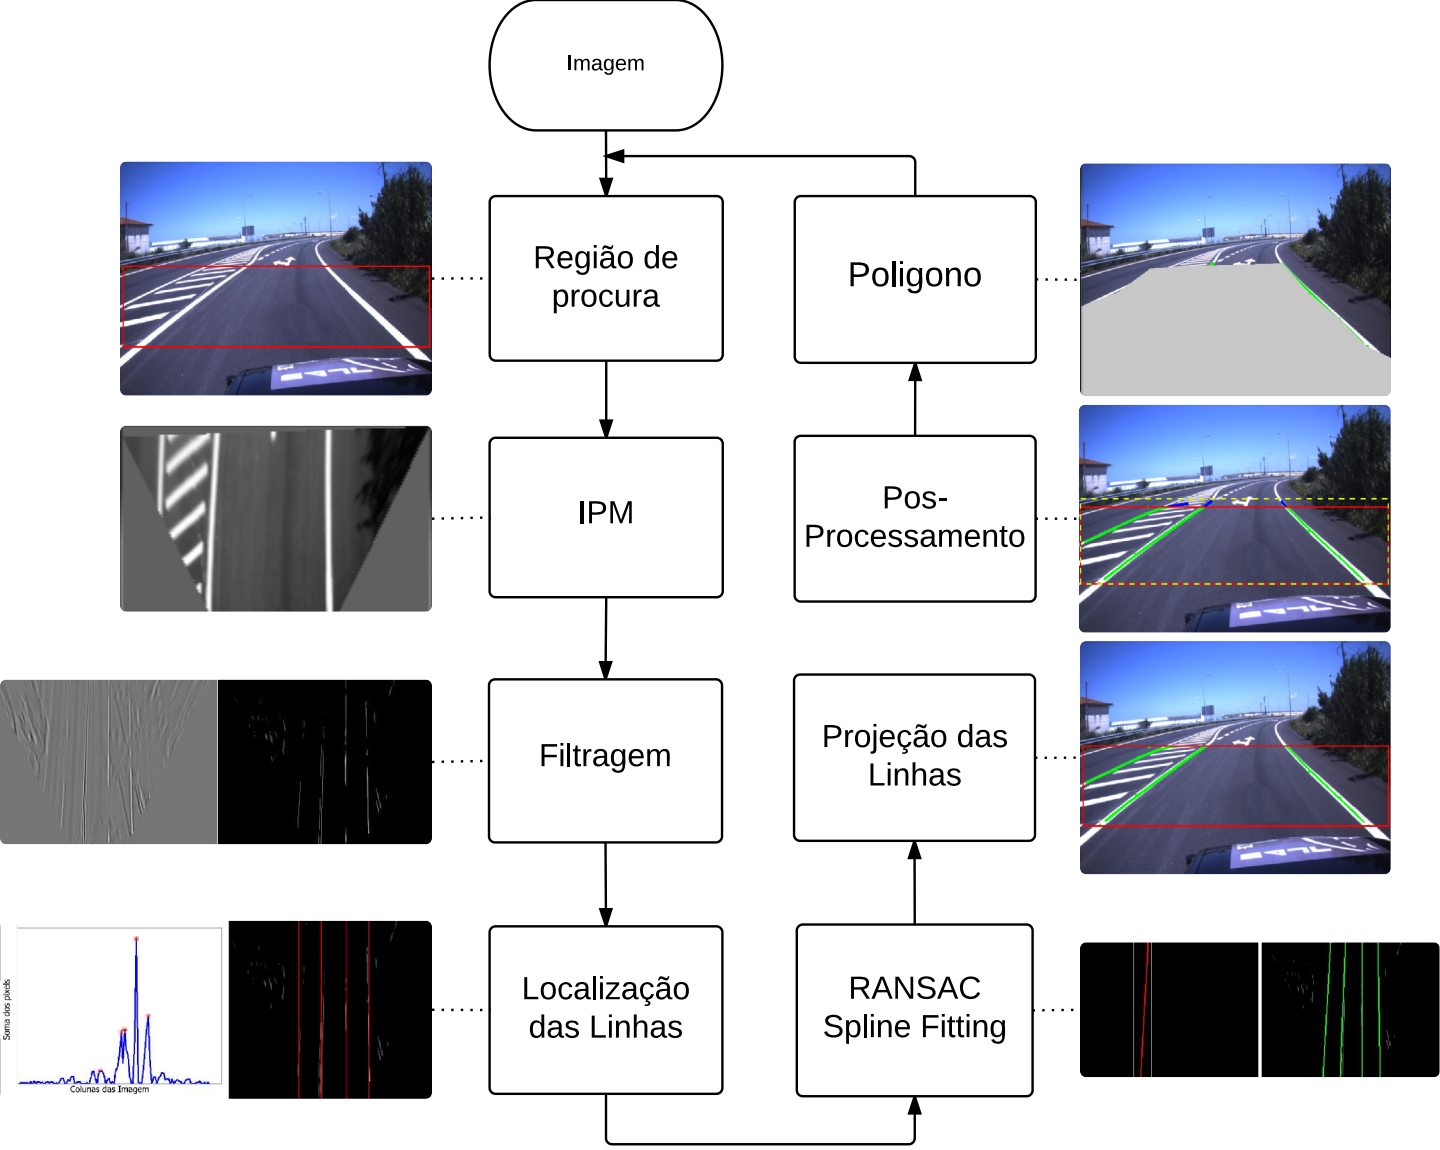 Imagem
Região de
procura
IPM
Filtragem
Localização
das Linhas
Soma dos pixels
Colunas das Imagem
RANSAC
Spline Fitting
Projeção das
Linhas
Pos-
Processamento
Poligono